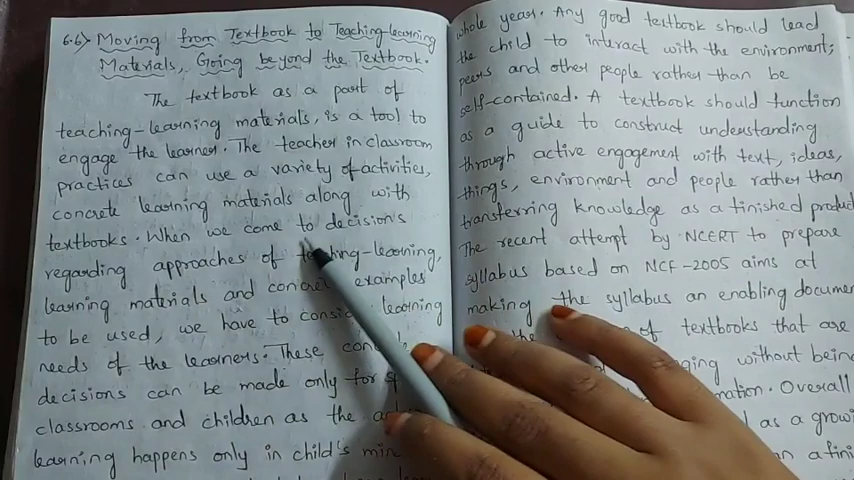 6.6) Moving from Textbook to Teaching-learning
Materials, Going beyond the Textbook.
The textbook as a part of
teaching-learning materials, is a tool to
engage the learner. The teacher in classroom
practices can use a variety of activities,
concrete learning materials along with
textbooks. When we come to decision's
regarding approaches of teaching-learning,
learning materials and concrete examples
to be used, we have to consider learning
needs of the learners. These
decisions can be made only for
classrooms and children as the
learning happens only in child's
whole year. Any good textbook should lead
the child to interact with the environment;
peers and other people rather than be
self-contained. A textbook should function
as a guide to construct understanding
through active engagement with text, ideas,
things, environment and people rather than
transferring knowledge as a finished product
The recent attempt by NCERT to prepare
syllabus based on NCF-2005 aims at
making the syllabus an enabling
of textbooks that are
without being
Overall
as a